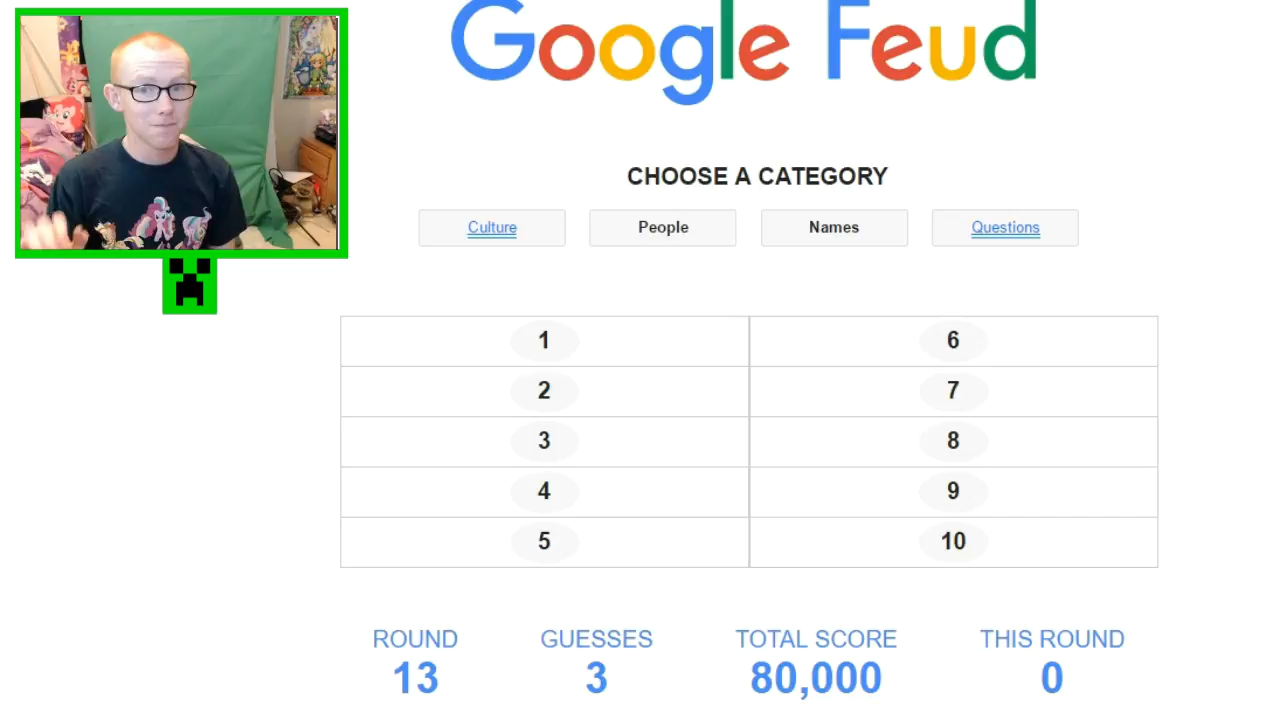 Google Feud
CHOOSE A CATEGORY
Culture People Names Questions
1 6
2 7
3 8
4 9
5 10
ROUND GUESSES TOTAL SCORE THIS ROUND
13 3 80,000 0